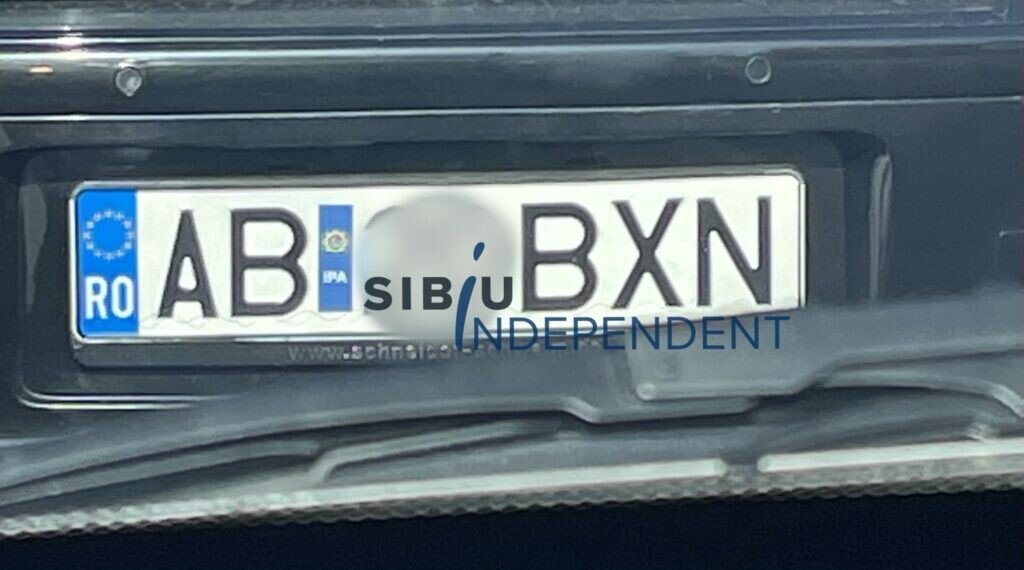 RO AB IPA BXN
SIBIU
INDEPENDENT